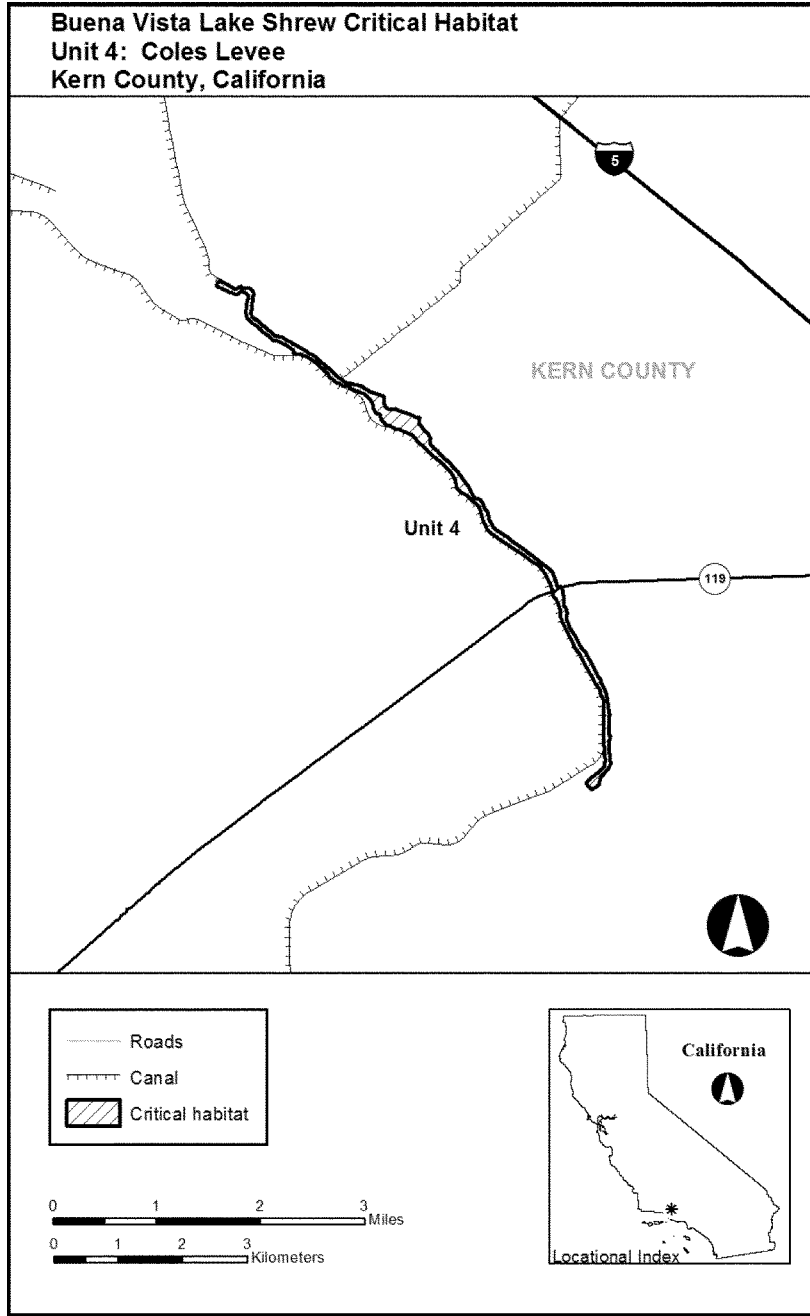 Buena Vista Lake Shrew Critical Habitat
Unit 4: Coles Levee
Kern County, California
5
KERN COUNTY
Unit 4
119
Roads
Canal
Critical habitat
0 1 2 3
Miles
0 1 2 3
Kilometers
California
Locational Index